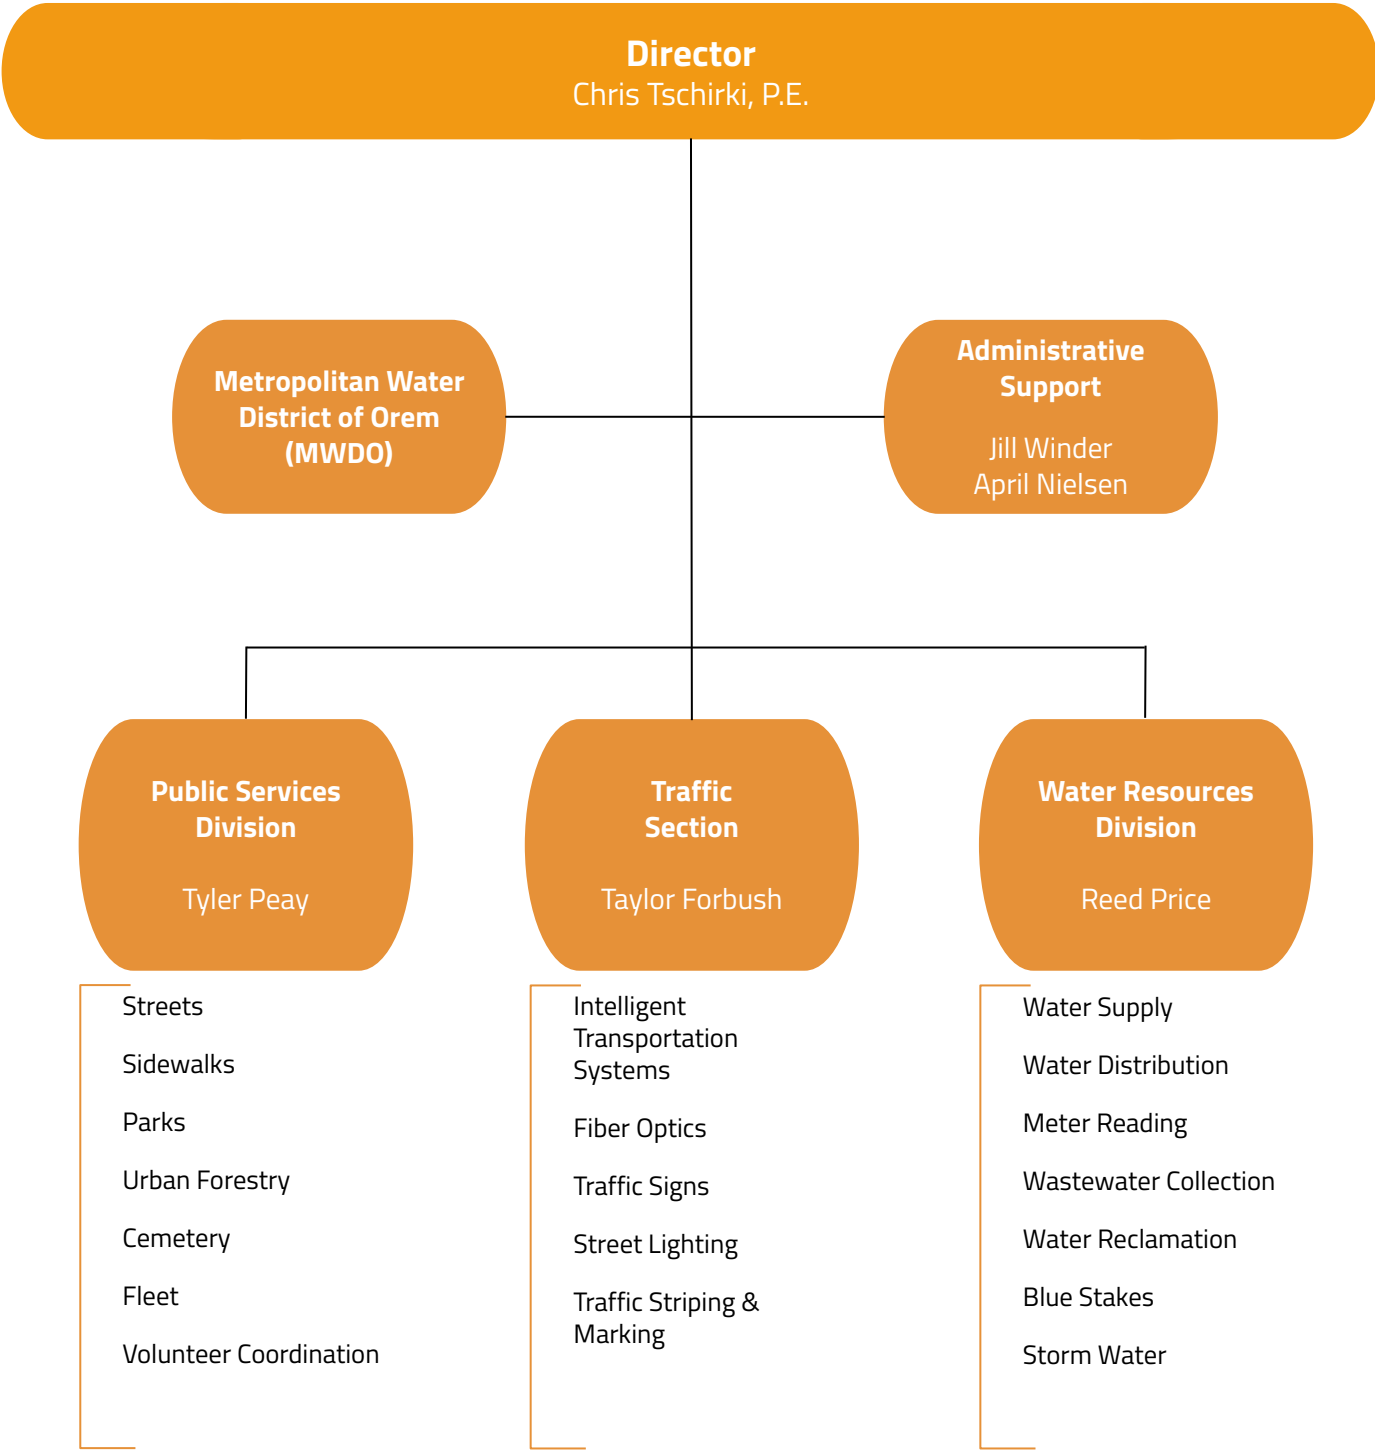 Director
Chris Tschirki, P.E.
Metropolitan Water
District of Orem
(MWDO)
Administrative
Support
Jill Winder
April Nielsen
Public Services
Division
Tyler Peay
Traffic
Section
Taylor Forbush
Water Resources
Division
Reed Price
Streets
Sidewalks
Parks
Urban Forestry
Cemetery
Fleet
Volunteer Coordination
Intelligent
Transportation
Systems
Fiber Optics
Traffic Signs
Street Lighting
Traffic Striping &
Marking
Water Supply
Water Distribution
Meter Reading
Wastewater Collection
Water Reclamation
Blue Stakes
Storm Water